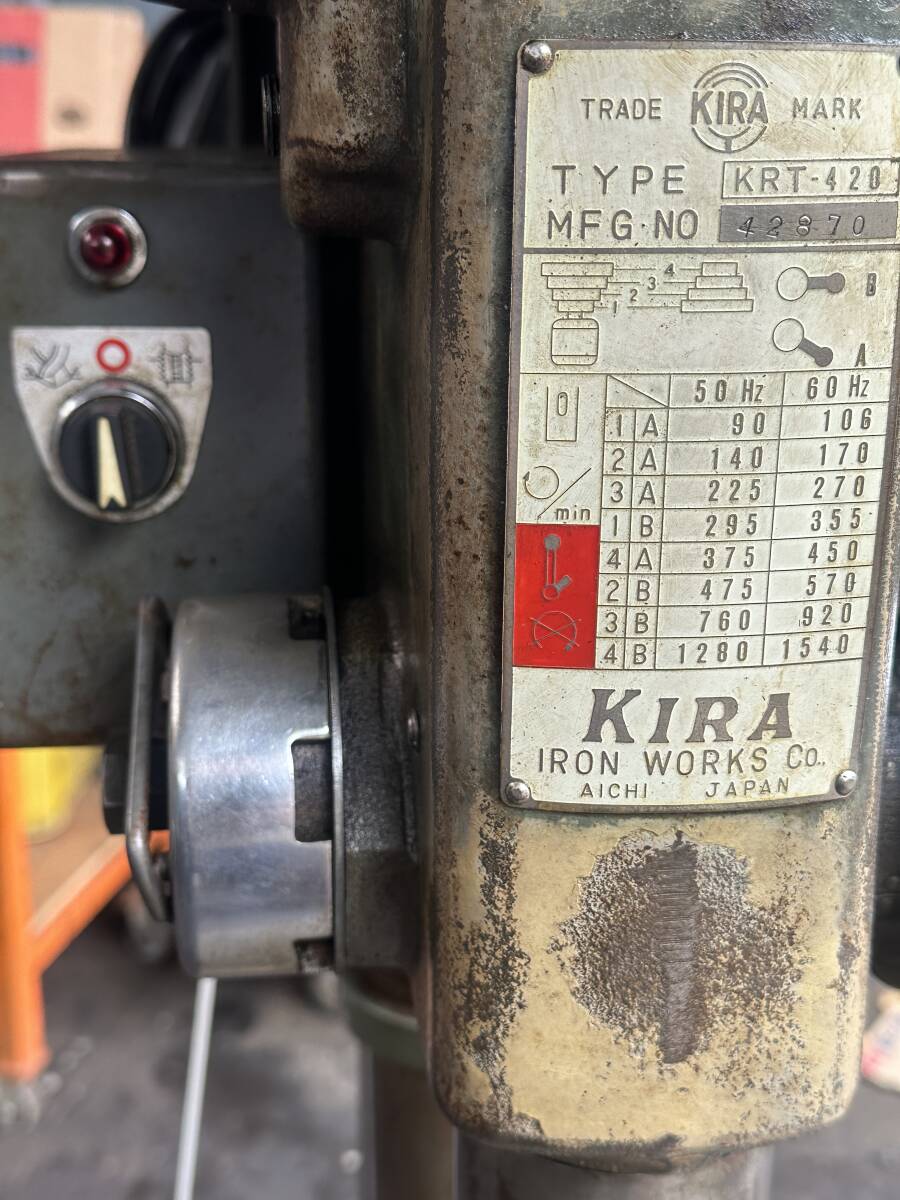 TRADE KIRA MARK
TYPE KRT-420
MFG·NO 42870
4
3
2
1
B
A
0
min
50 Hz 60 Hz
1 A 90 106
2 A 140 170
3 A 225 270
1 B 295 355
4 A 375 450
2 B 475 570
3 B 760 920
4 B 1280 1540
KIRA
IRON WORKS Co.,
AICHI JAPAN